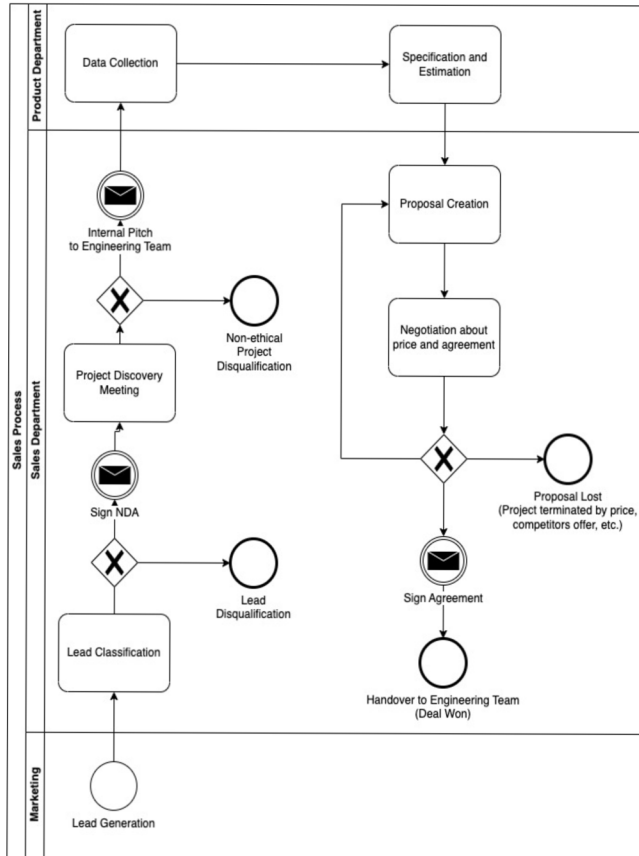 Sales Process
Product Department
Data Collection
Specification and
Estimation
Sales Department
Internal Pitch
to Engineering Team
Proposal Creation
Non-ethical
Project
Disqualification
Negotiation about
price and agreement
Project Discovery
Meeting
Sign NDA
Proposal Lost
(Project terminated by price,
competitors offer, etc.)
Lead
Disqualification
Sign Agreement
Lead Classification
Handover to Engineering Team
(Deal Won)
Marketing
Lead Generation